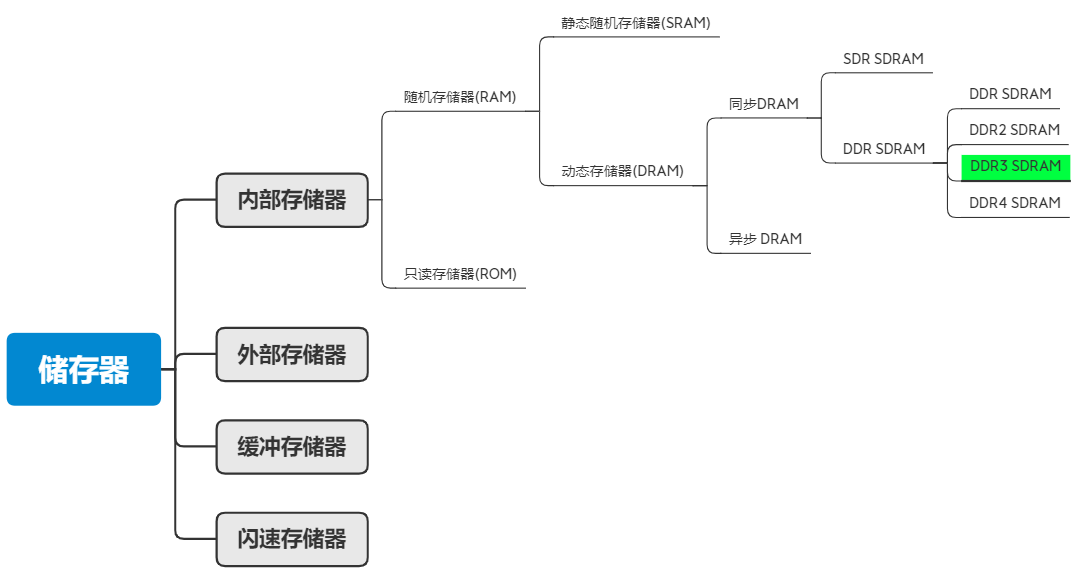 储存器
内部存储器
随机存储器(RAM)
静态随机存储器(SRAM)
动态存储器(DRAM)
同步DRAM
SDR SDRAM
DDR SDRAM
DDR SDRAM
DDR2 SDRAM
DDR3 SDRAM
DDR4 SDRAM
异步 DRAM
只读存储器(ROM)
外部存储器
缓冲存储器
闪速存储器